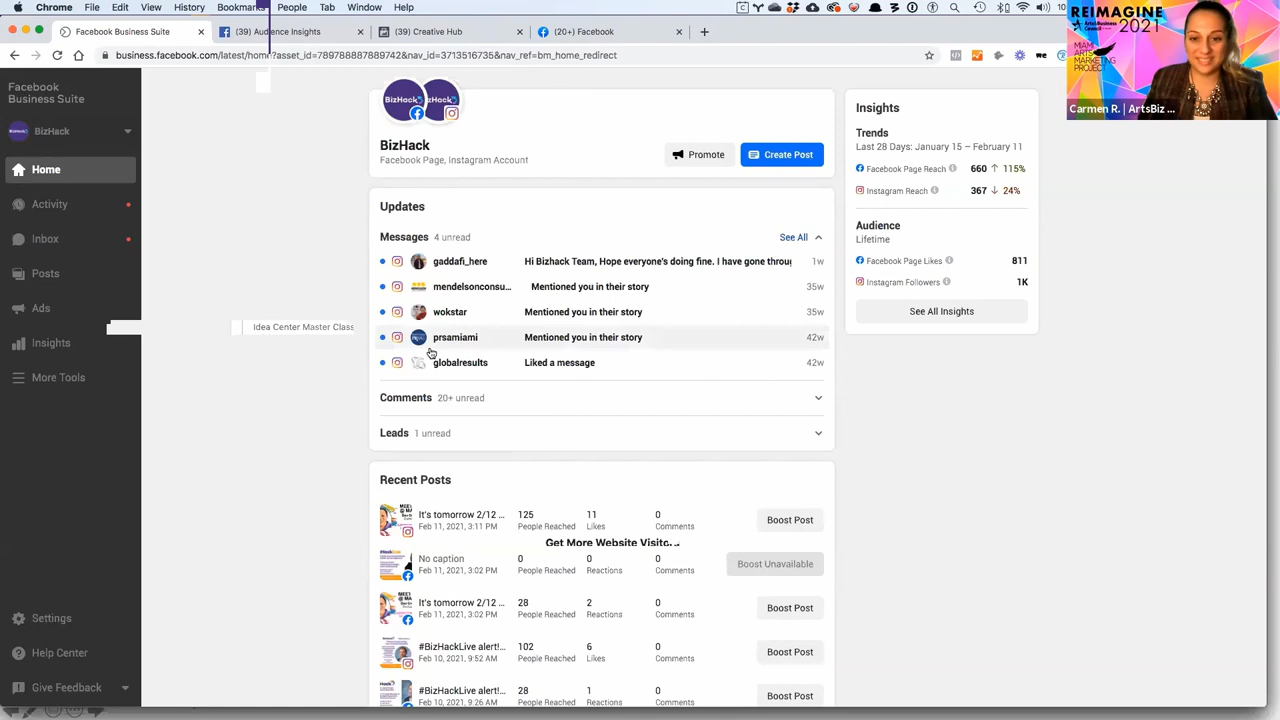 Chrome File Edit View History Bookmarks People Tab Window Help
Facebook Business Suite
(39) Audience Insights
(39) Creative Hub
(20+) Facebook
business.facebook.com/latest/home?asset_id=789788887889742&nav_id=371351673&nav_ref=bm_home_redirect
REIMAGINE
Arts&Business Council
2021
MIAMI
ARTS
MARKETING
PROJECT
Carmen R. | ArtsBiz ...
Facebook
Business Suite
BizHack
Home
Activity
Inbox
Posts
Ads
Insights
More Tools
Settings
Help Center
Give Feedback
Idea Center Master Class
BizHack
Facebook Page, Instagram Account
Promote
Create Post
Updates
Messages 4 unread
See All
gaddafi_here Hi Bizhack Team, Hope everyone's doing fine. I have gone throu 1w
mendelsonconsu... Mentioned you in their story 35w
wokstar Mentioned you in their story 35w
prsamiami Mentioned you in their story 42w
globalresults Liked a message 42w
Comments 20+ unread
Leads 1 unread
Recent Posts
It's tomorrow 2/12 ... 125 11 0
Feb 11, 2021, 3:11 PM People Reached Likes Comments
Boost Post
Get More Website Visito
No caption 0 0 0
Feb 11, 2021, 3:02 PM People Reached Reactions Comments
Boost Unavailable
It's tomorrow 2/12 ... 28 2 0
Feb 11, 2021, 3:02 PM People Reached Reactions Comments
Boost Post
#BizHackLive alert!... 102 6 0
Feb 10, 2021, 9:52 AM People Reached Likes Comments
Boost Post
#BizHackLive alert!... 28 1 0
Feb 10, 2021, 9:26 AM People Reached Reactions Comments
Boost Post
Insights
Trends
Last 28 Days: January 15 – February 11
Facebook Page Reach 660 ↑ 115%
Instagram Reach 367 ↓ 24%
Audience
Lifetime
Facebook Page Likes 811
Instagram Followers 1K
See All Insights